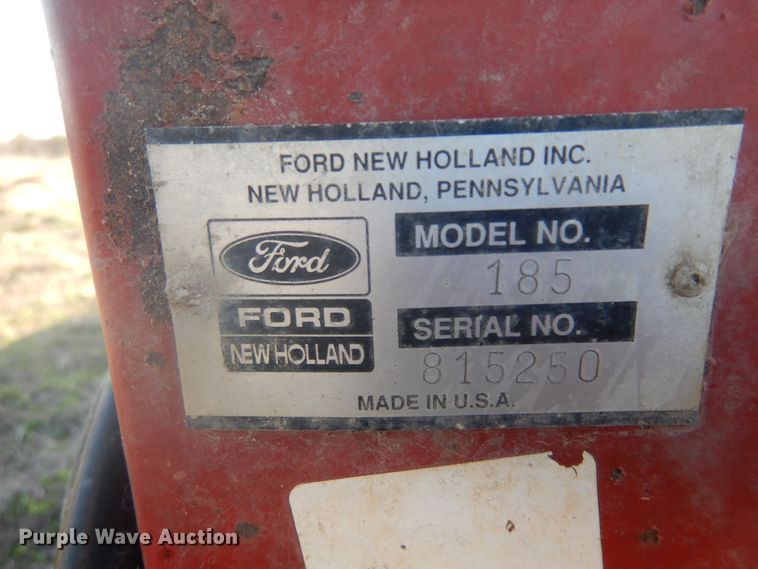 FORD NEW HOLLAND INC.
NEW HOLLAND, PENNSYLVANIA
Ford
FORD
NEW HOLLAND
MODEL NO.
185
SERIAL NO.
815250
MADE IN U.S.A.
Purple Wave Auction